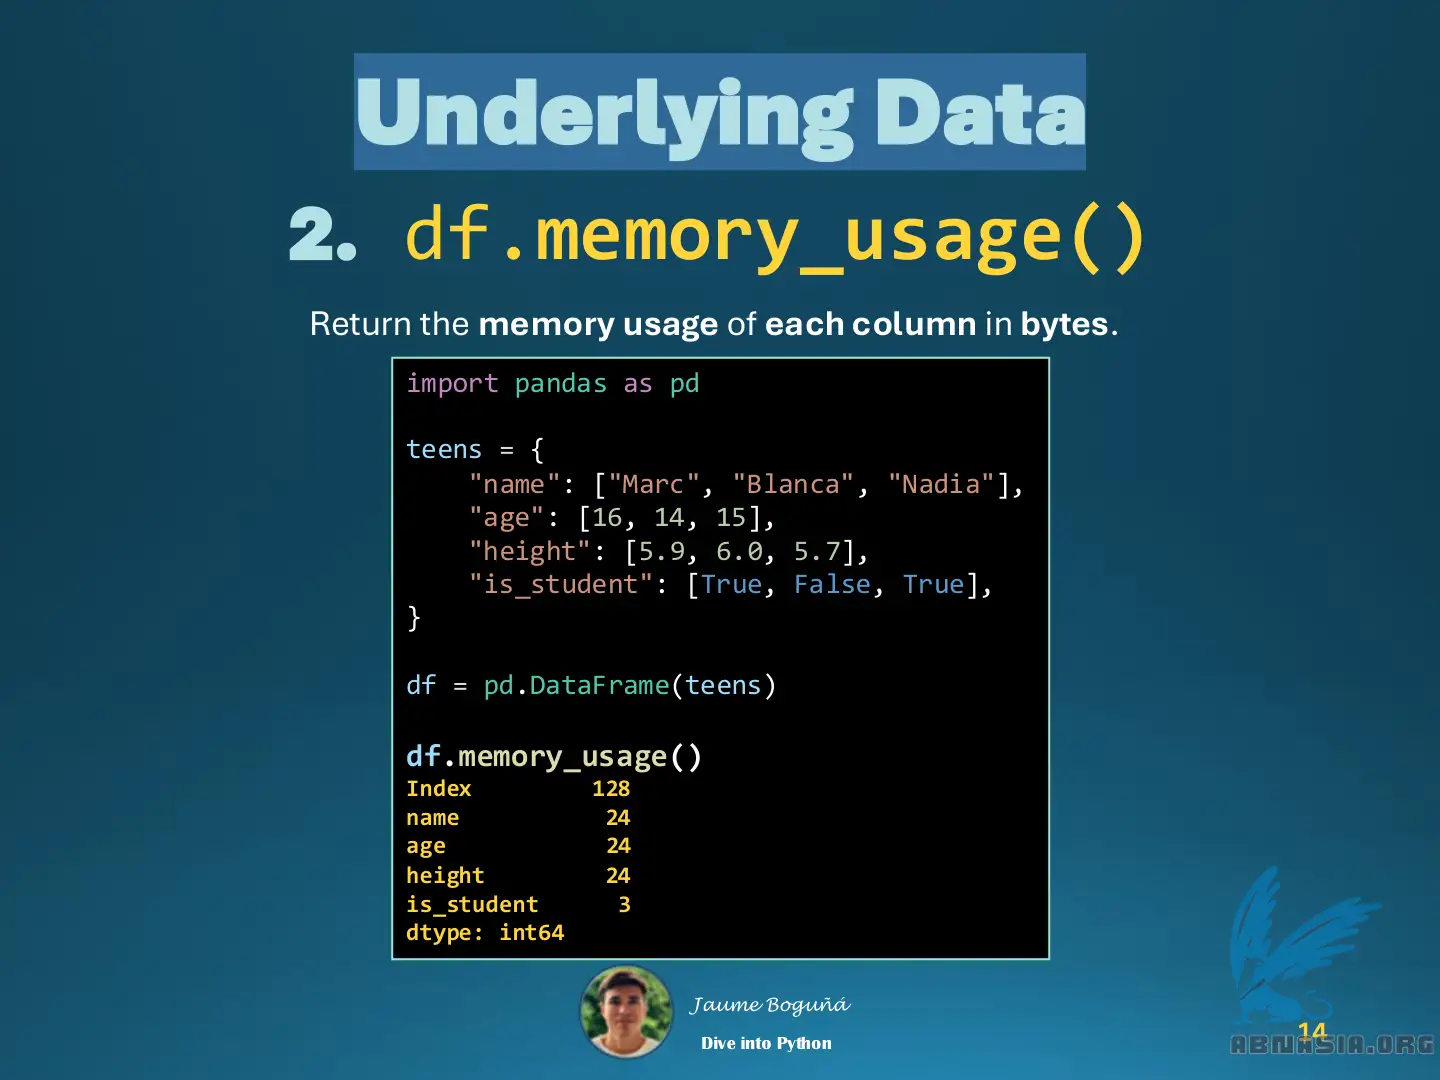 Underlying Data
2. df.memory_usage()
Return the memory usage of each column in bytes.
import pandas as pd
teens = {
    "name": ["Marc", "Blanca", "Nadia"],
    "age": [16, 14, 15],
    "height": [5.9, 6.0, 5.7],
    "is_student": [True, False, True],
}
df = pd.DataFrame(teens)
df.memory_usage()
Index         128
name           24
age            24
height         24
is_student      3
dtype: int64
Jaume Boguñá
Dive into Python
14
ABNASIA.ORG